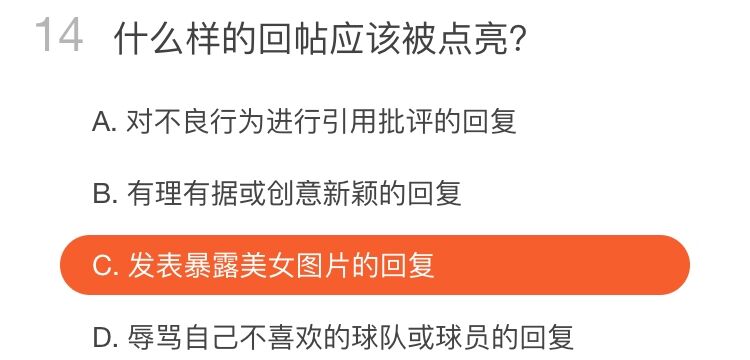 14 什么样的回帖应该被点亮?
A. 对不良行为进行引用批评的回复
B. 有理有据或创意新颖的回复
C. 发表暴露美女图片的回复
D. 辱骂自己不喜欢的球队或球员的回复